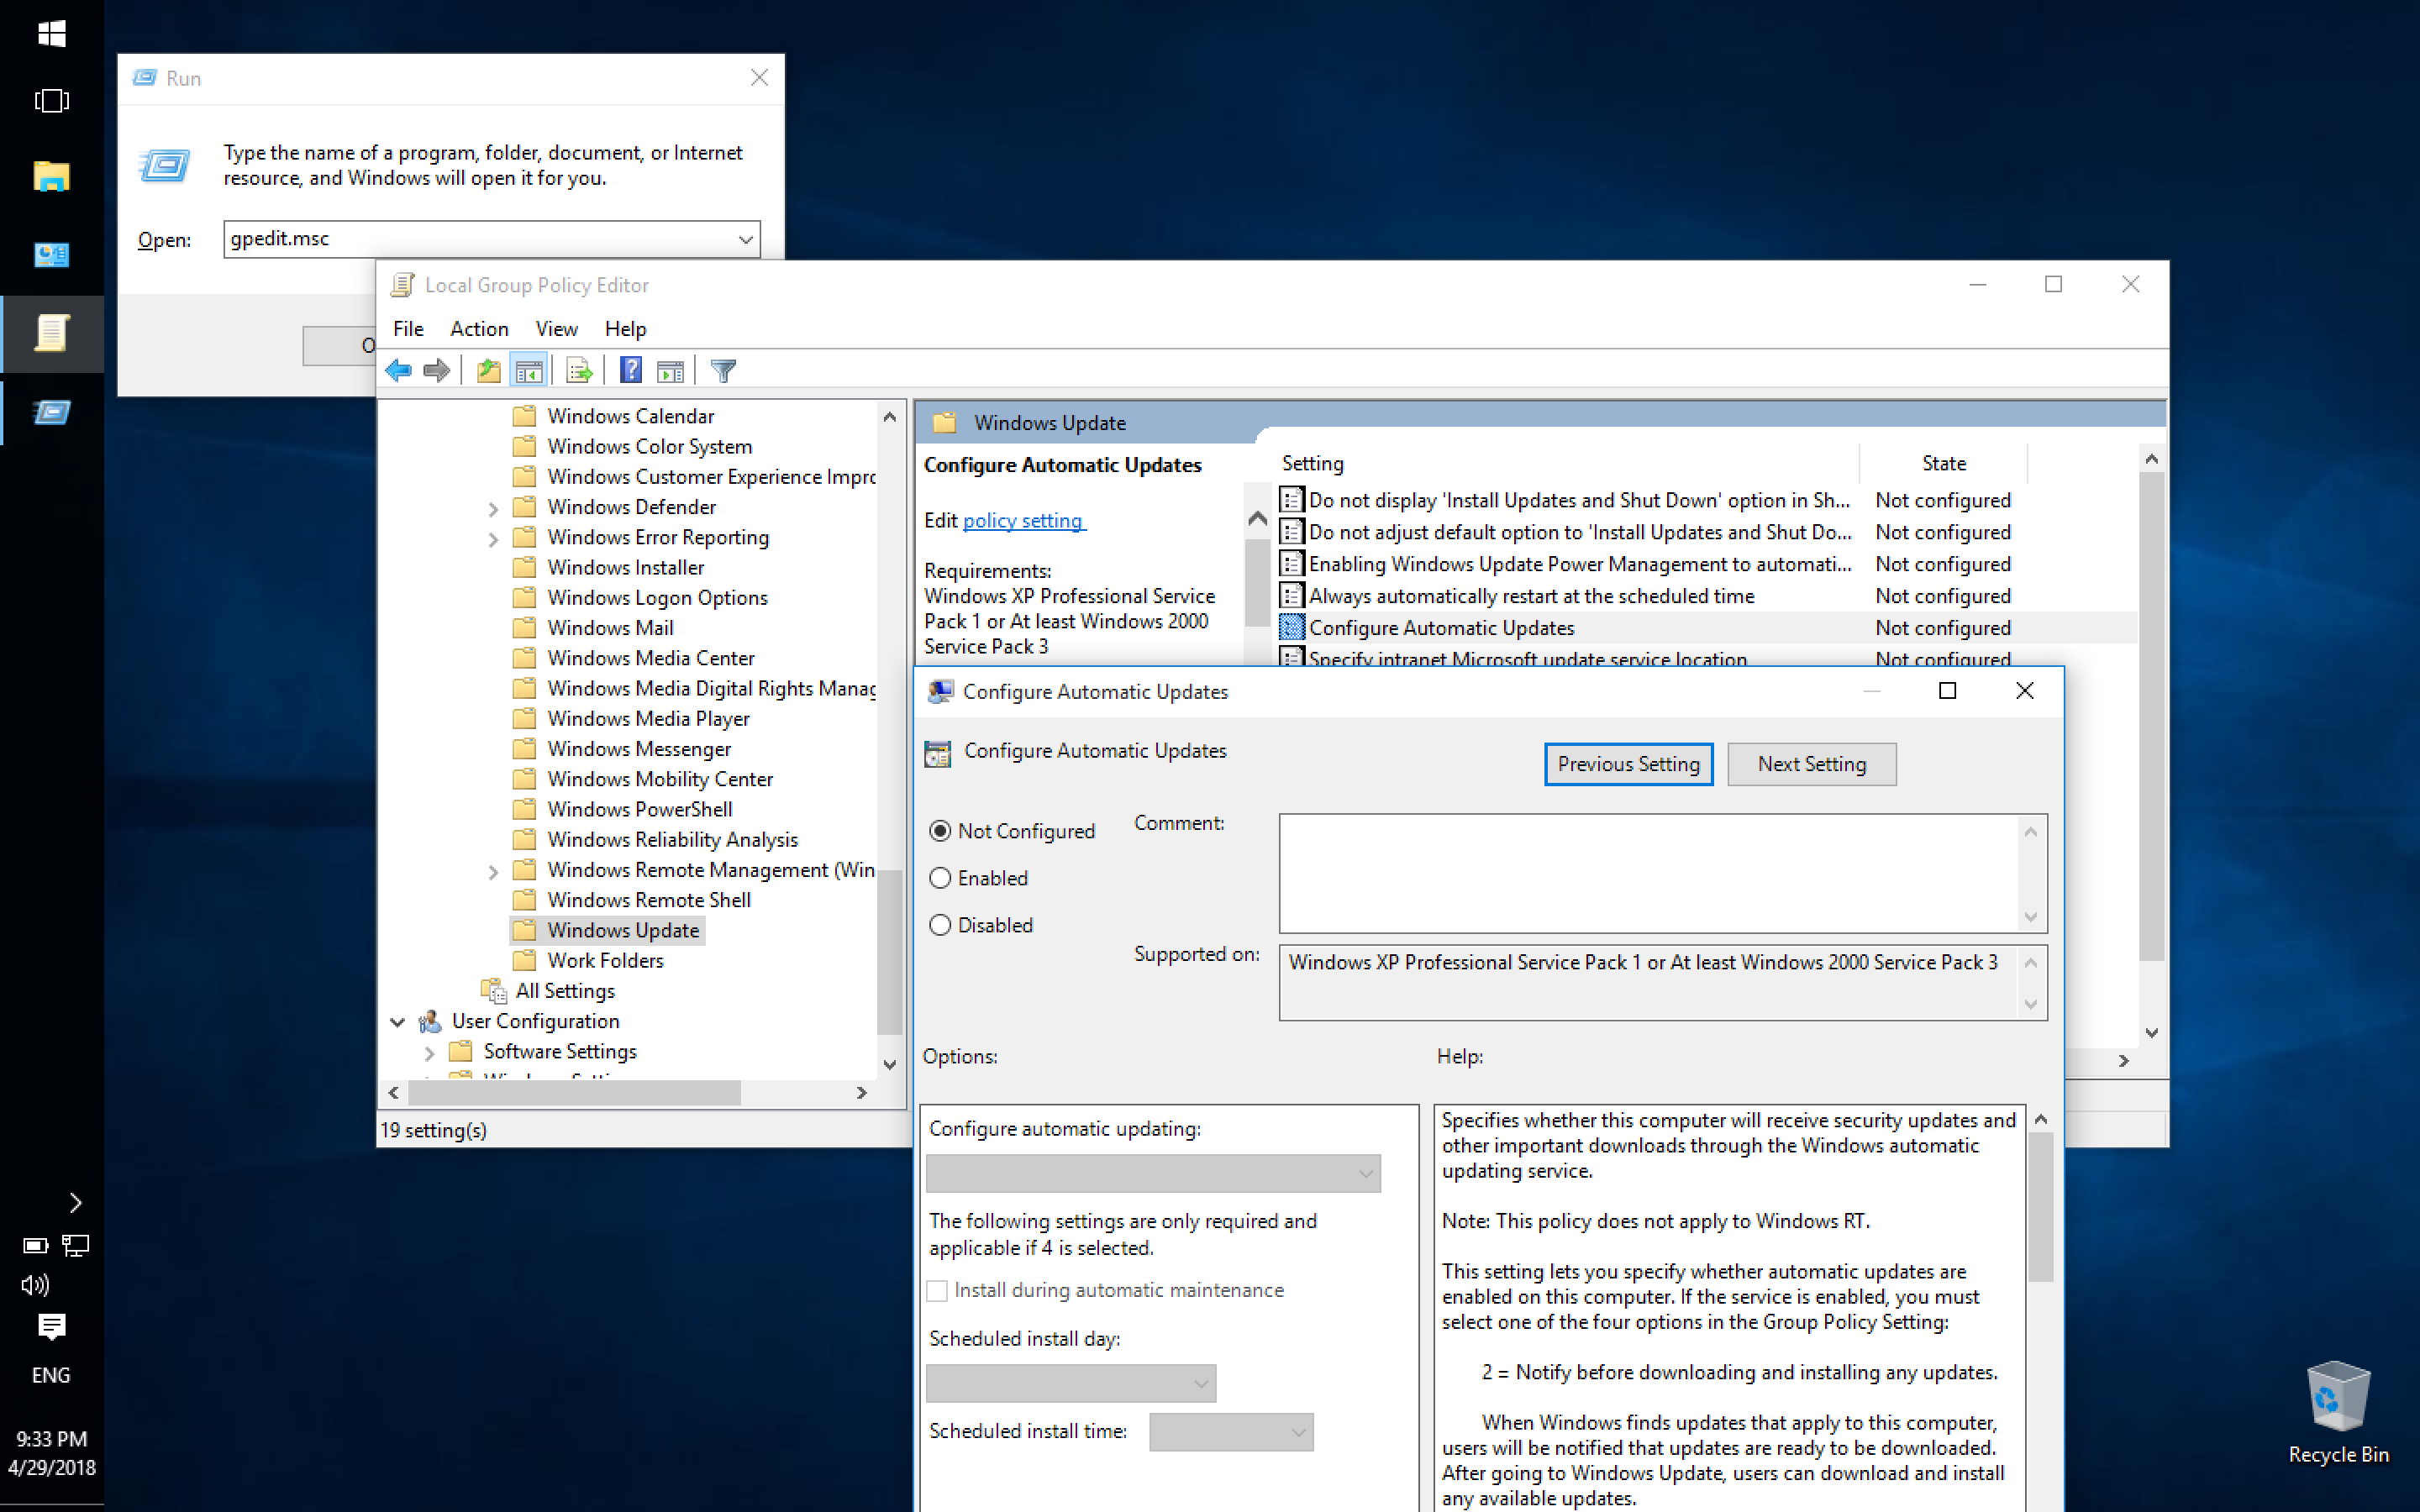 Run
Type the name of a program, folder, document, or Internet
resource, and Windows will open it for you.
Open:
gpedit.msc
Local Group Policy Editor
File Action View Help
Windows Calendar
Windows Color System
Windows Customer Experience Impro
Windows Defender
Windows Error Reporting
Windows Installer
Windows Logon Options
Windows Mail
Windows Media Center
Windows Media Digital Rights Manag
Windows Media Player
Windows Messenger
Windows Mobility Center
Windows PowerShell
Windows Reliability Analysis
Windows Remote Management (Win
Windows Remote Shell
Windows Update
Work Folders
All Settings
User Configuration
Software Settings
19 setting(s)
Windows Update
Configure Automatic Updates
Edit policy setting
Requirements:
Windows XP Professional Service
Pack 1 or At least Windows 2000
Service Pack 3
Setting State
Do not display 'Install Updates and Shut Down' option in Sh... Not configured
Do not adjust default option to 'Install Updates and Shut Do... Not configured
Enabling Windows Update Power Management to automati... Not configured
Always automatically restart at the scheduled time Not configured
Configure Automatic Updates Not configured
Specify intranet Microsoft update service location Not configured
Configure Automatic Updates
Configure Automatic Updates
Previous Setting Next Setting
Not Configured
Enabled
Disabled
Comment:
Supported on:
Windows XP Professional Service Pack 1 or At least Windows 2000 Service Pack 3
Options:
Help:
Configure automatic updating:
The following settings are only required and
applicable if 4 is selected.
Install during automatic maintenance
Scheduled install day:
Scheduled install time:
Specifies whether this computer will receive security updates and
other important downloads through the Windows automatic
updating service.
Note: This policy does not apply to Windows RT.
This setting lets you specify whether automatic updates are
enabled on this computer. If the service is enabled, you must
select one of the four options in the Group Policy Setting:
2 = Notify before downloading and installing any updates.
When Windows finds updates that apply to this computer,
users will be notified that updates are ready to be downloaded.
After going to Windows Update, users can download and install
any available updates.
ENG
9:33 PM
4/29/2018
Recycle Bin